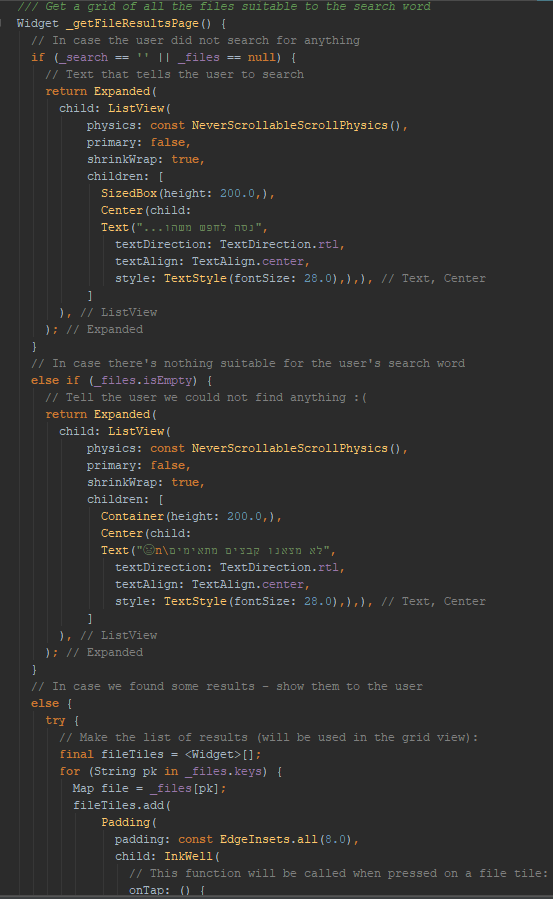 /// Get a grid of all the files suitable to the search word
Widget _getFileResultsPage() {
// In case the user did not search for anything
if (_search == '' || _files == null) {
// Text that tells the user to search
return Expanded(
child: ListView(
physics: const NeverScrollableScrollPhysics(),
primary: false,
shrinkWrap: true,
children: [
SizedBox(height: 200.0,),
Center(child:
Text("נסה לחפש משהו...",
textDirection: TextDirection.rtl,
textAlign: TextAlign.center,
style: TextStyle(fontSize: 28.0),),), // Text, Center
]
), // ListView
); // Expanded
}
// In case there's nothing suitable for the user's search word
else if (_files.isEmpty) {
// Tell the user we could not find anything :(
return Expanded(
child: ListView(
physics: const NeverScrollableScrollPhysics(),
primary: false,
shrinkWrap: true,
children: [
Container(height: 200.0,),
Center(child:
Text("לא מצאנו קבצים מתאימים\n☹",
textDirection: TextDirection.rtl,
textAlign: TextAlign.center,
style: TextStyle(fontSize: 28.0),),), // Text, Center
]
), // ListView
); // Expanded
}
// In case we found some results - show them to the user
else {
try {
// Make the list of results (will be used in the grid view):
final fileTiles = <Widget>[];
for (String pk in _files.keys) {
Map file = _files[pk];
fileTiles.add(
Padding(
padding: const EdgeInsets.all(8.0),
child: InkWell(
// This function will be called when pressed on a file tile:
onTap: () {